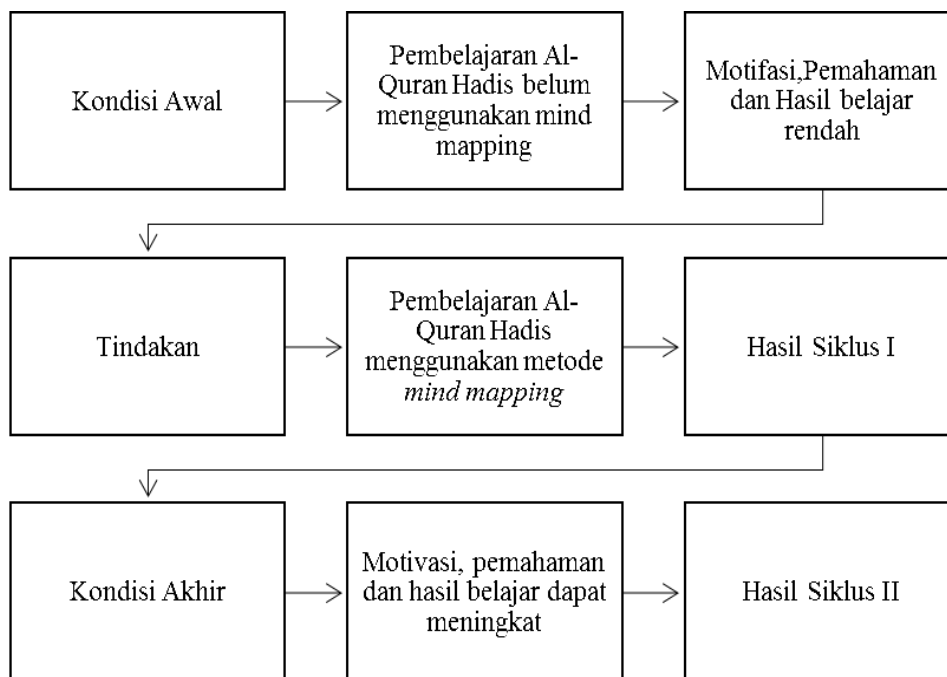 Kondisi Awal
Pembelajaran Al-
Quran Hadis belum
menggunakan mind
mapping
Motifasi,Pemahaman
dan Hasil belajar
rendah
Tindakan
Pembelajaran Al-
Quran Hadis
menggunakan metode
mind mapping
Hasil Siklus I
Kondisi Akhir
Motivasi, pemahaman
dan hasil belajar dapat
meningkat
Hasil Siklus II